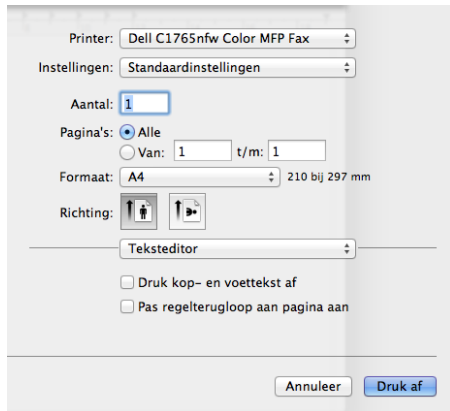 Printer: Dell C1765nfw Color MFP Fax
Instellingen: Standaardinstellingen
Aantal: 1
Pagina's: Alle
Van: 1 t/m: 1
Formaat: A4 210 bij 297 mm
Richting:
Teksteditor
Druk kop- en voettekst af
Pas regelterugloop aan pagina aan
Annuleer Druk af